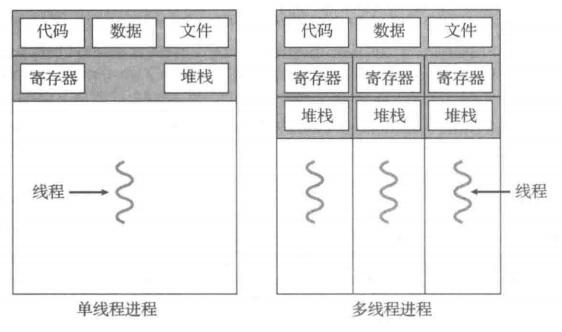 代码 数据 文件 代码 数据 文件
寄存器 堆栈 寄存器 寄存器 寄存器
堆栈 堆栈 堆栈
线程 线程
单线程进程 多线程进程